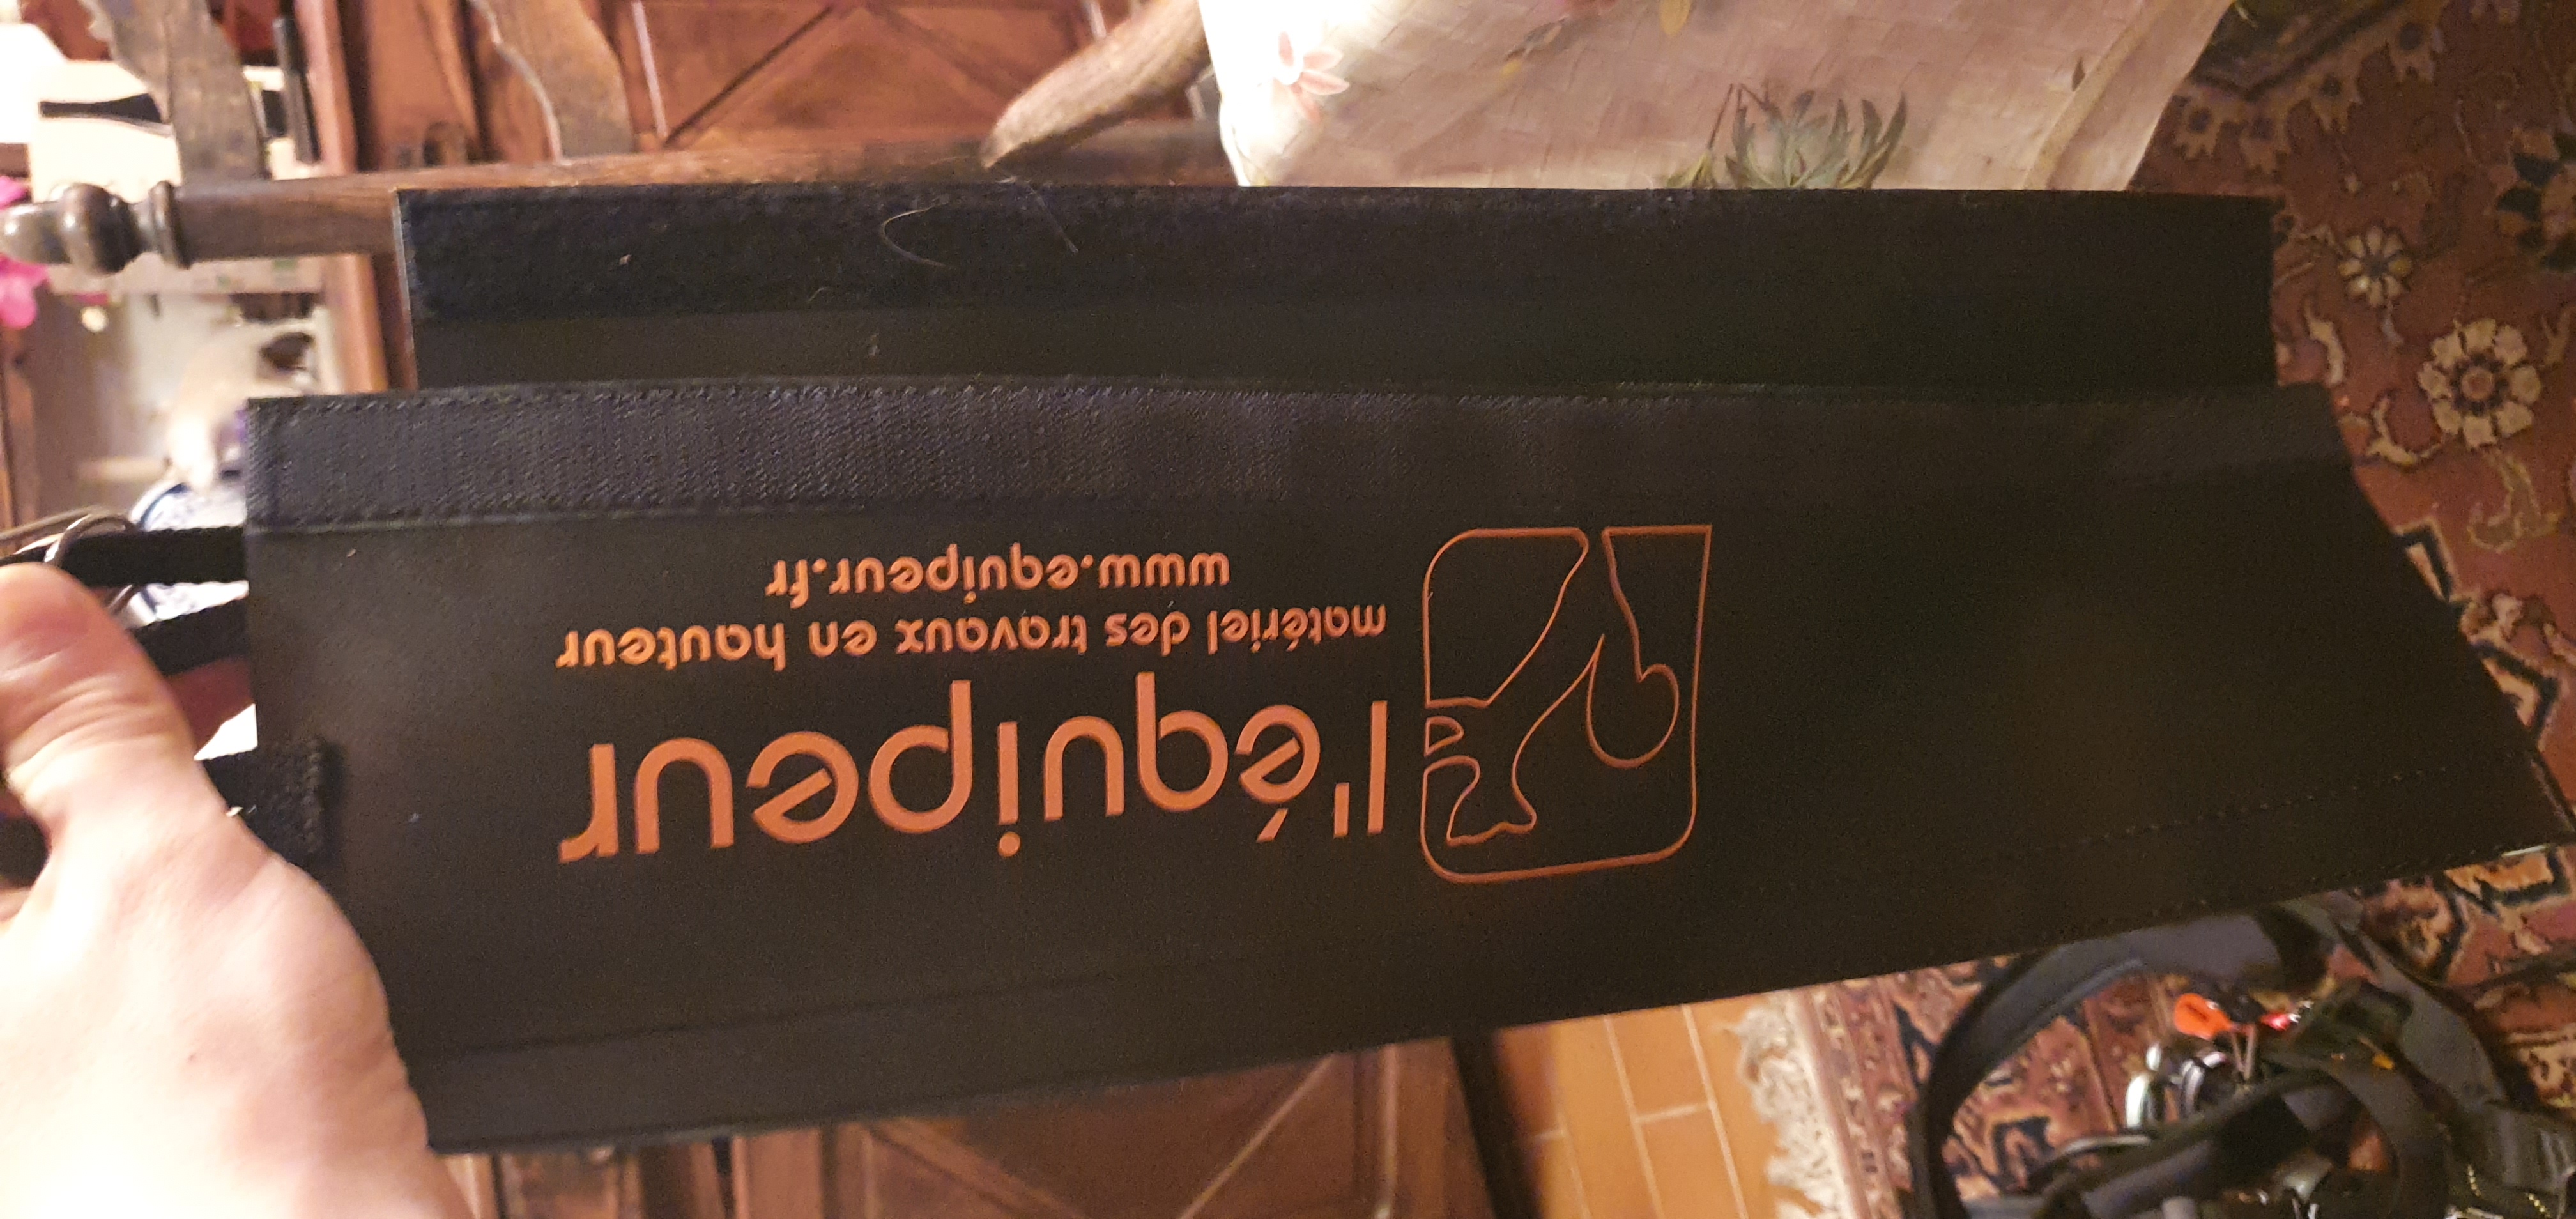 l'équipeur
matériel des travaux en hauteur
www.equipeur.fr